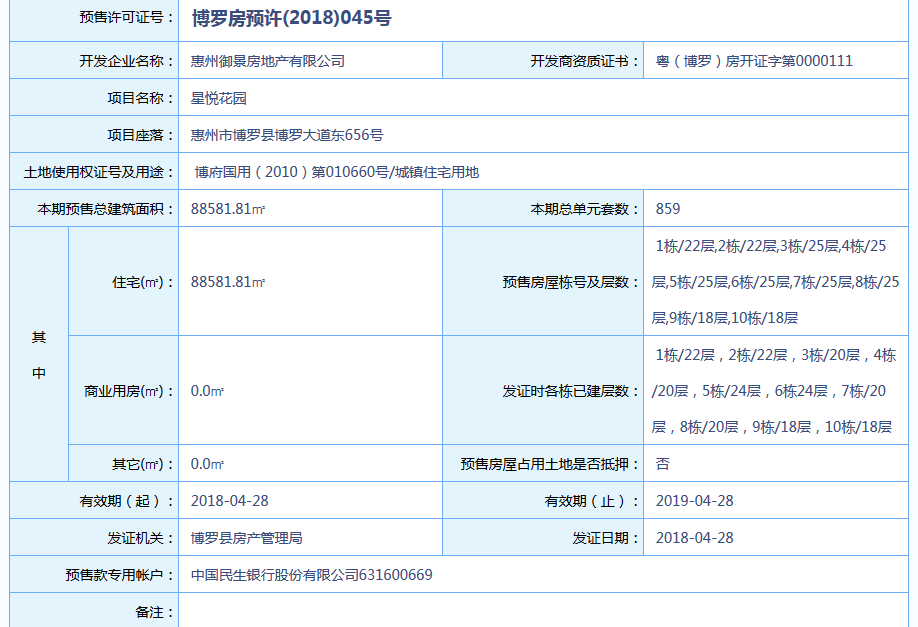 预售许可证号： 博罗房预许(2018)045号
开发企业名称： 惠州御景房地产有限公司 开发商资质证书： 粤（博罗）房开证字第0000111
项目名称： 星悦花园
项目座落： 惠州市博罗县博罗大道东656号
土地使用权证号及用途： 博府国用（2010）第010660号/城镇住宅用地
本期预售总建筑面积： 88581.81㎡ 本期总单元套数： 859
其
中
住宅(㎡)： 88581.81㎡ 预售房屋栋号及层数：
1栋/22层,2栋/22层,3栋/25层,4栋/25
层,5栋/25层,6栋/25层,7栋/25层,8栋/25
层,9栋/18层,10栋/18层
商业用房(㎡)： 0.0㎡ 发证时各栋已建层数：
1栋/22层，2栋/22层，3栋/20层，4栋
/20层，5栋/24层，6栋24层，7栋/20
层，8栋/20层，9栋/18层，10栋/18层
其它(㎡)： 0.0㎡ 预售房屋占用土地是否抵押： 否
有效期（起）： 2018-04-28 有效期（止）： 2019-04-28
发证机关： 博罗县房产管理局 发证日期： 2018-04-28
预售款专用帐户： 中国民生银行股份有限公司631600669
备注：